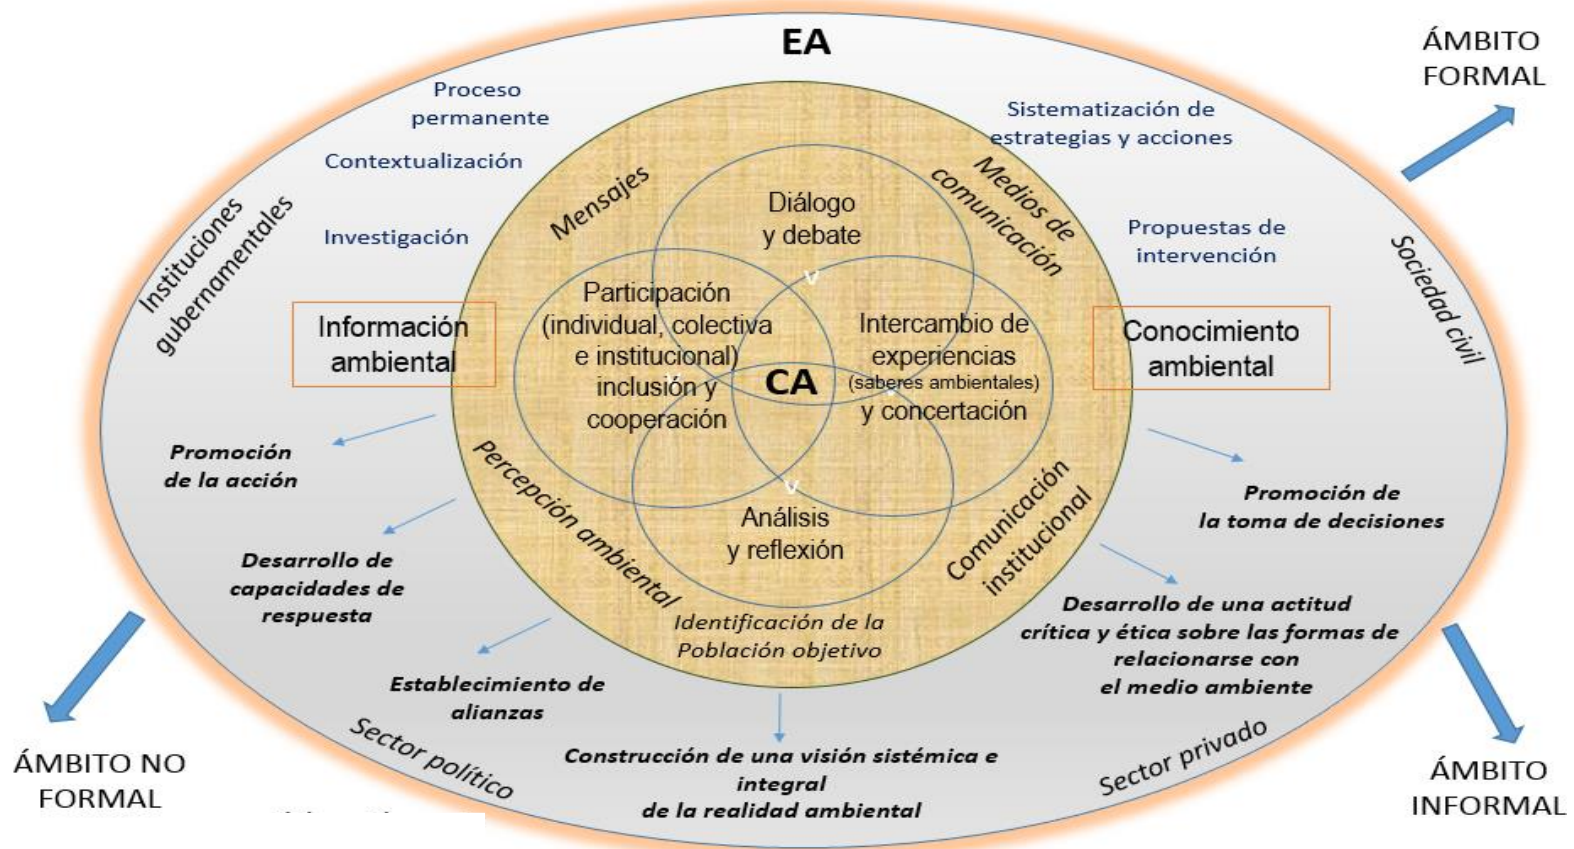 EA
ÁMBITO
FORMAL
Proceso
permanente
Contextualización
Investigación
Sistematización de
estrategias y acciones
Propuestas de
intervención
Instituciones
gubernamentales
Sociedad civil
Mensajes
Medios de
comunicación
Diálogo
y debate
Participación
(individual, colectiva
e institucional)
inclusión y
cooperación
Intercambio de
experiencias
(saberes ambientales)
y concertación
CA
Análisis
y reflexión
Información
ambiental
Conocimiento
ambiental
Percepción ambiental
Comunicación
institucional
Identificación de la
Población objetivo
Promoción
de la acción
Desarrollo de
capacidades de
respuesta
Establecimiento de
alianzas
Construcción de una visión sistémica e
integral
de la realidad ambiental
Promoción de
la toma de decisiones
Desarrollo de una actitud
crítica y ética sobre las formas de
relacionarse con
el medio ambiente
Sector político
Sector privado
ÁMBITO NO
FORMAL
ÁMBITO
INFORMAL